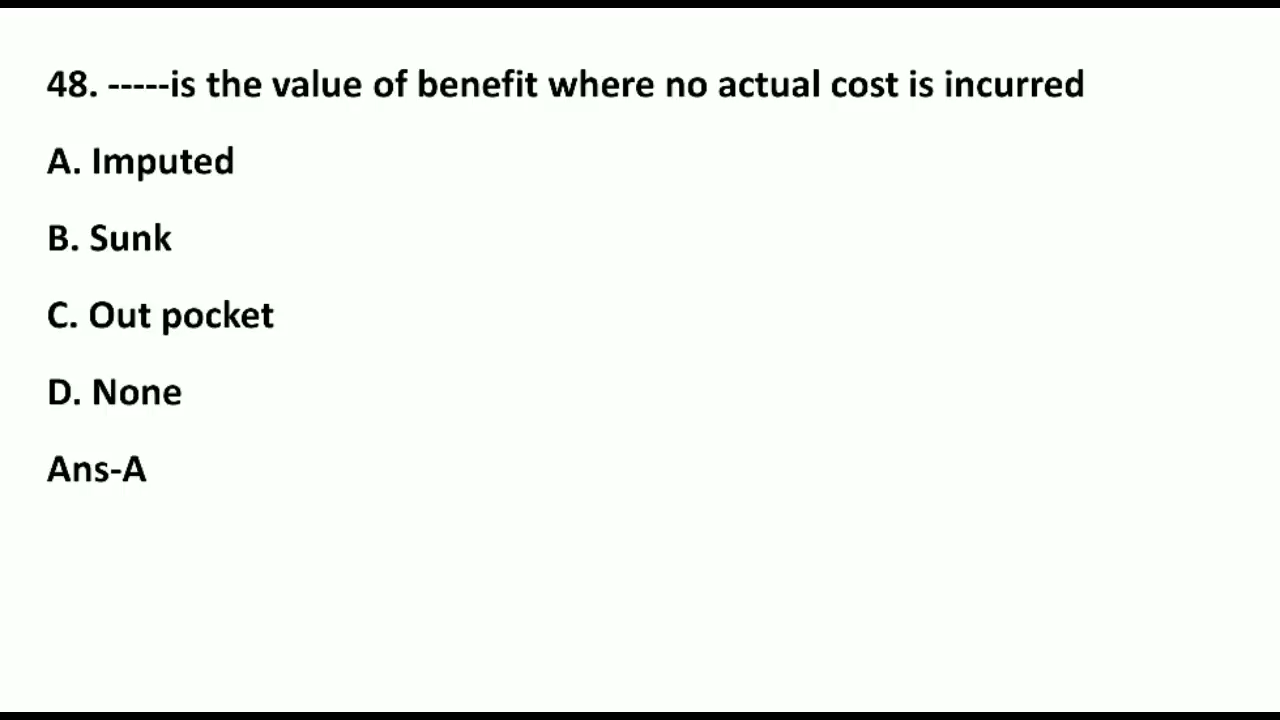 48. -----is the value of benefit where no actual cost is incurred
A. Imputed
B. Sunk
C. Out pocket
D. None
Ans-A